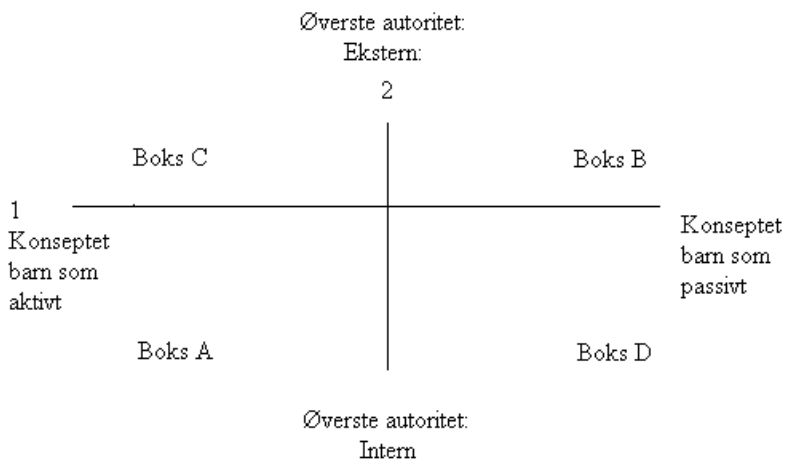 Øverste autoritet:
Ekstern:
2
Boks C
Boks B
1
Konseptet
barn som
aktivt
Konseptet
barn som
passivt
Boks A
Boks D
Øverste autoritet:
Intern